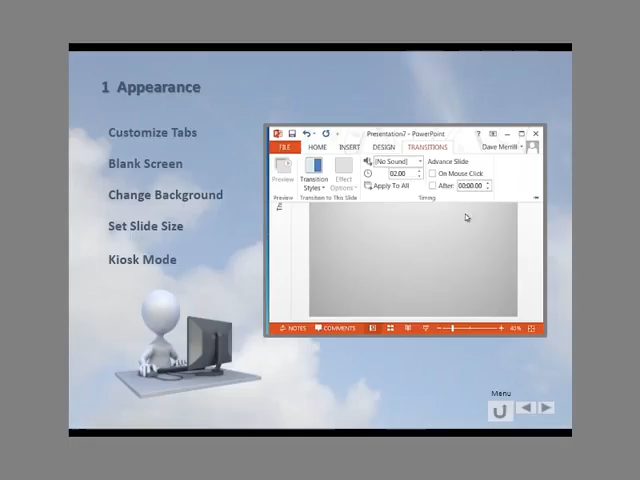 1 Appearance
Customize Tabs
Blank Screen
Change Background
Set Slide Size
Kiosk Mode
Presentation7 - PowerPoint
FILE HOME INSERT DESIGN TRANSITIONS Dave Merrill
Preview
Transition Styles
Effect Options
[No Sound]
02.00
Apply To All
Advance Slide
On Mouse Click
After: 00:00.00
Preview Transition to This Slide Timing
NOTES COMMENTS 40%
Menu